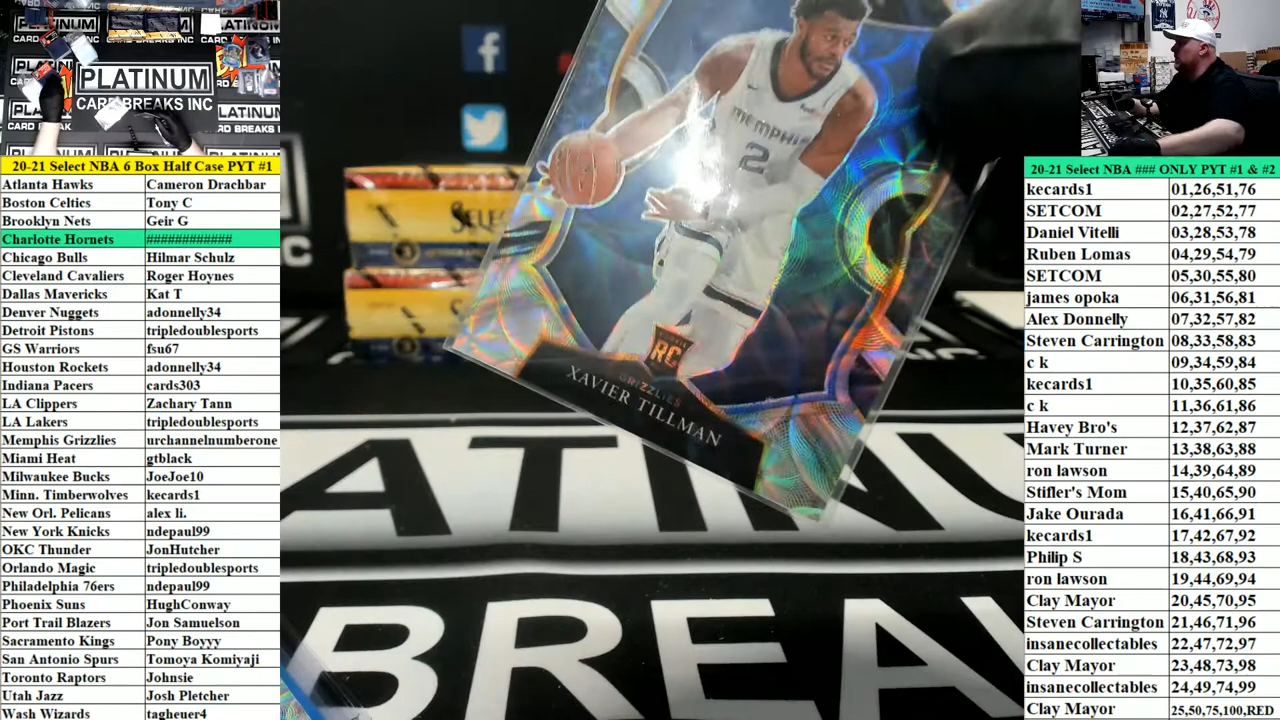 PLATINUM
CARD BREAKS INC
20-21 Select NBA 6 Box Half Case PYT #1
Atlanta Hawks Cameron Drachbar
Boston Celtics Tony C
Brooklyn Nets Geir G
Charlotte Hornets ############
Chicago Bulls Hilmar Schulz
Cleveland Cavaliers Roger Hoynes
Dallas Mavericks Kat T
Denver Nuggets adonnelly34
Detroit Pistons tripledoublesports
GS Warriors fsu67
Houston Rockets adonnelly34
Indiana Pacers cards303
LA Clippers Zachary Tann
LA Lakers tripledoublesports
Memphis Grizzlies urchannelnumberone
Miami Heat gtblack
Milwaukee Bucks JoeJoe10
Minn. Timberwolves kecards1
New Orl. Pelicans alex li.
New York Knicks ndepaul99
OKC Thunder JonHutcher
Orlando Magic tripledoublesports
Philadelphia 76ers ndepaul99
Phoenix Suns HughConway
Port Trail Blazers Jon Samuelson
Sacramento Kings Pony Boyyy
San Antonio Spurs Tomoya Komiyaji
Toronto Raptors Johnsie
Utah Jazz Josh Pletcher
Wash Wizards tagheuer4
MEMPHIS
2
RC
GRIZZLIES
XAVIER TILLMAN
SELEC
ATINU
BREA
20-21 Select NBA ### ONLY PYT #1 & #2
kecards1 01,26,51,76
SETCOM 02,27,52,77
Daniel Vitelli 03,28,53,78
Ruben Lomas 04,29,54,79
SETCOM 05,30,55,80
james opoka 06,31,56,81
Alex Donnelly 07,32,57,82
Steven Carrington 08,33,58,83
c k 09,34,59,84
kecards1 10,35,60,85
c k 11,36,61,86
Havey Bro's 12,37,62,87
Mark Turner 13,38,63,88
ron lawson 14,39,64,89
Stifler's Mom 15,40,65,90
Jake Ourada 16,41,66,91
kecards1 17,42,67,92
Philip S 18,43,68,93
ron lawson 19,44,69,94
Clay Mayor 20,45,70,95
Steven Carrington 21,46,71,96
insanecollectables 22,47,72,97
Clay Mayor 23,48,73,98
insanecollectables 24,49,74,99
Clay Mayor 25,50,75,100,RED